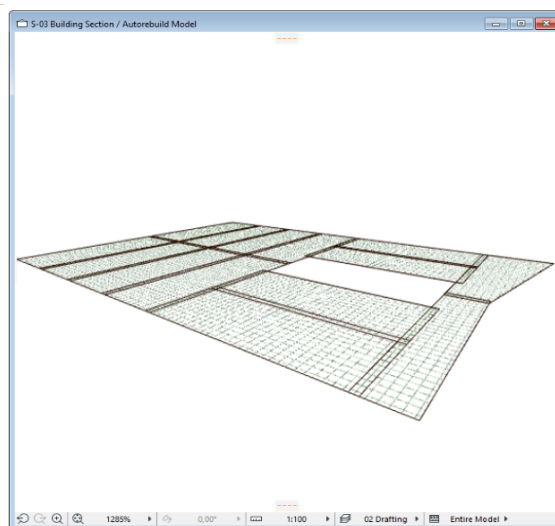 S-03 Building Section / Autorebuild Model
1285% 0,00° 1:100 02 Drafting Entire Model